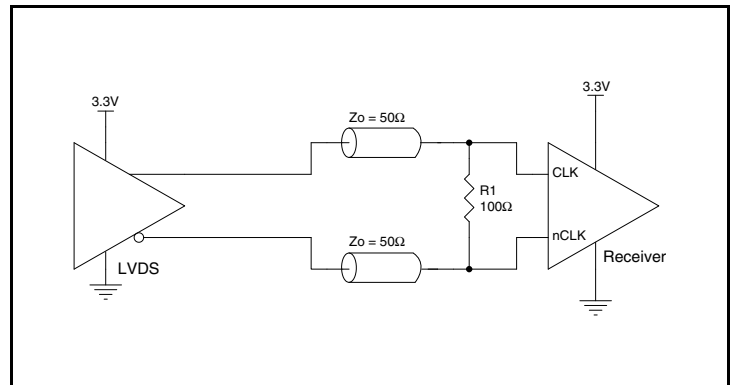 3.3V
3.3V
Zo = 50Ω
CLK
R1
100Ω
nCLK
Zo = 50Ω
Receiver
LVDS